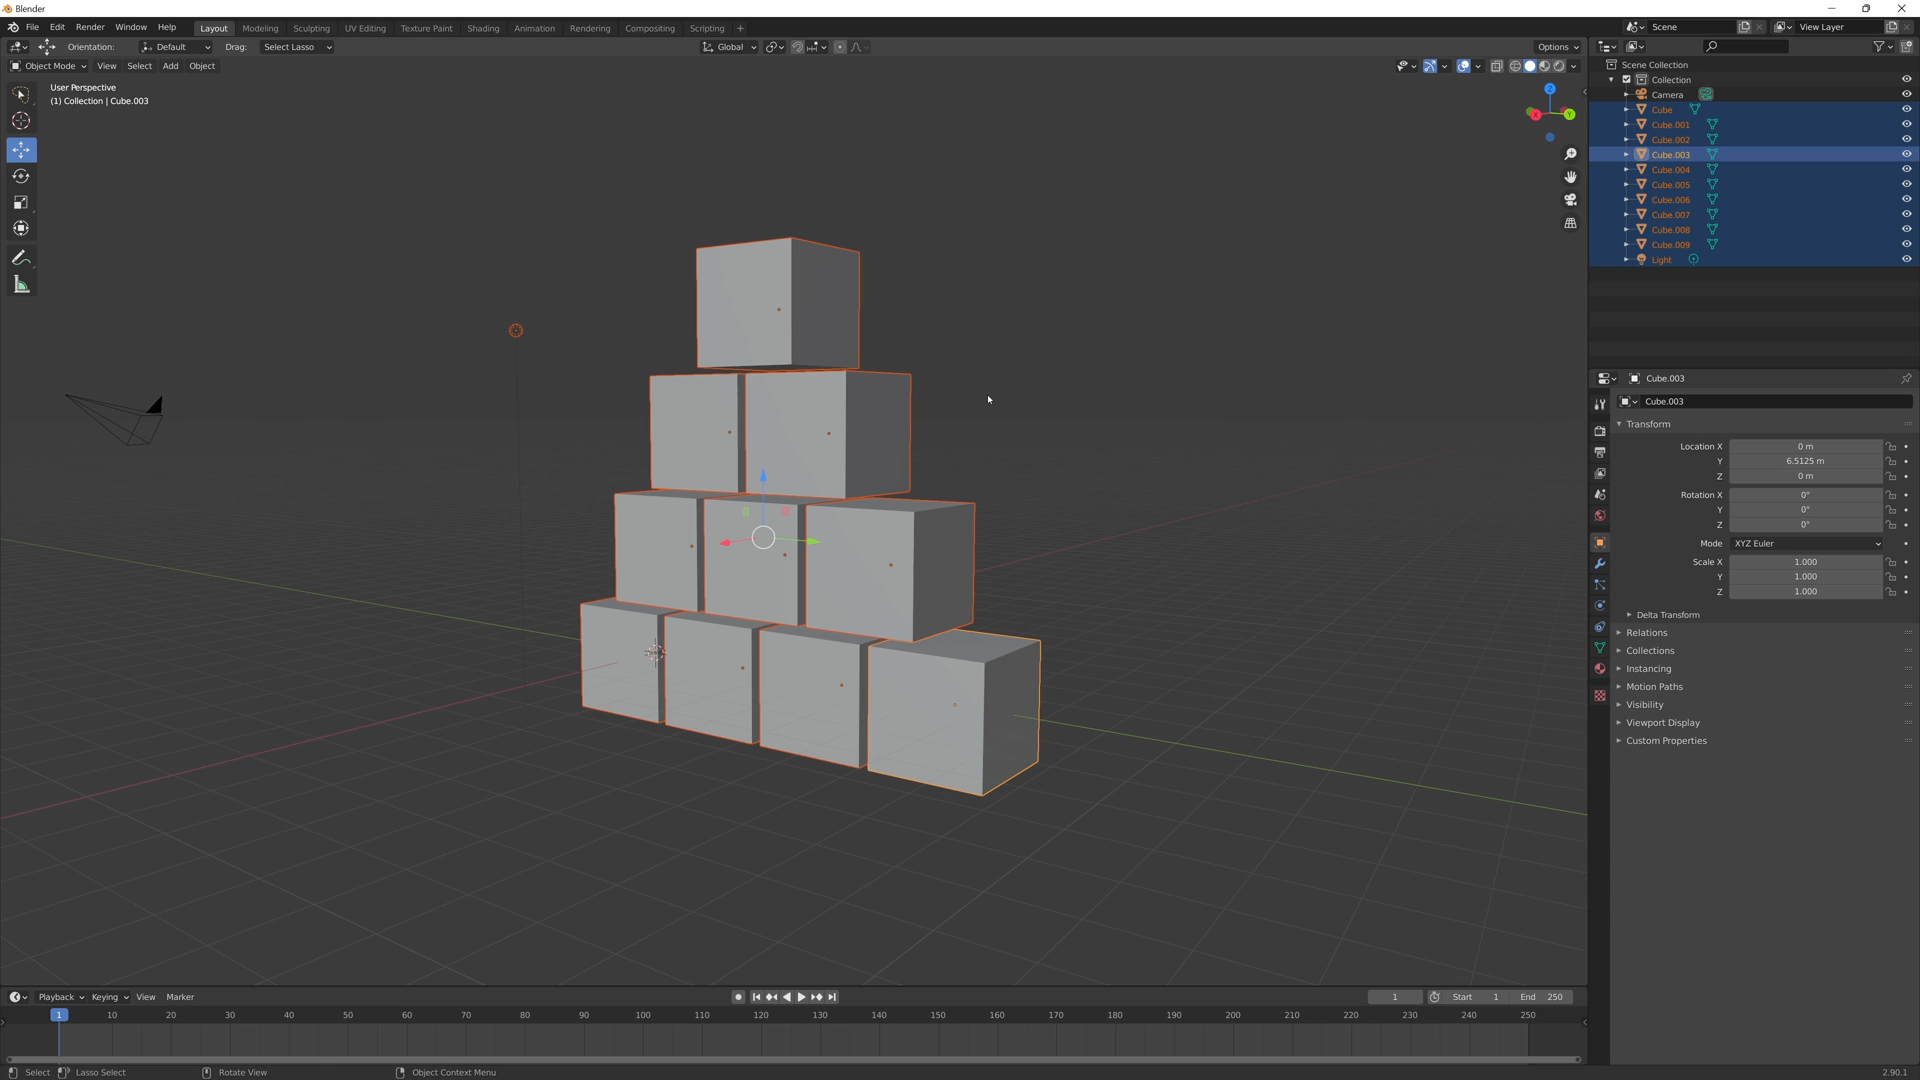 Blender
File Edit Render Window Help Layout Modeling Sculpting UV Editing Texture Paint Shading Animation Rendering Compositing Scripting + Scene View Layer
Orientation: Default Drag: Select Lasso Global Options
Object Mode View Select Add Object
User Perspective
(1) Collection | Cube.003
Z
X Y
Scene Collection
Collection
Camera
Cube
Cube.001
Cube.002
Cube.003
Cube.004
Cube.005
Cube.006
Cube.007
Cube.008
Cube.009
Light
Cube.003
Cube.003
Transform
Location X 0 m
Y 6.5125 m
Z 0 m
Rotation X 0°
Y 0°
Z 0°
Mode XYZ Euler
Scale X 1.000
Y 1.000
Z 1.000
Delta Transform
Relations
Collections
Instancing
Motion Paths
Visibility
Viewport Display
Custom Properties
Playback Keying View Marker 1 Start 1 End 250
1 10 20 30 40 50 60 70 80 90 100 110 120 130 140 150 160 170 180 190 200 210 220 230 240 250
Select Lasso Select Rotate View Object Context Menu 2.90.1